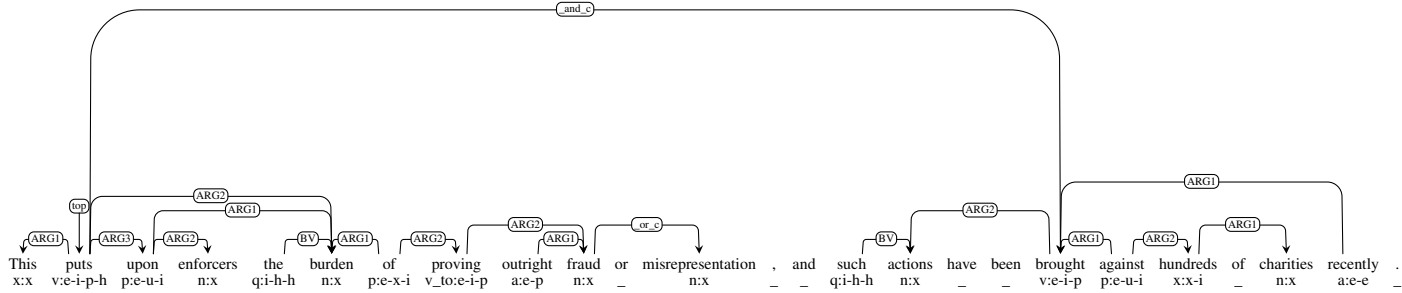 _and_c
ARG2 ARG1
top ARG1 ARG2 ARG2 _or_c ARG2
ARG1 ARG3 ARG2 BV ARG1 ARG2 ARG1 BV ARG1 ARG2 ARG1
This puts upon enforcers the burden of proving outright fraud or misrepresentation , and such actions have been brought against hundreds of charities recently .
x:x v:e-i-p-h p:e-u-i n:x q:i-h-h n:x p:e-x-i v_to:e-i-p a:e-p n:x _ n:x _ _ q:i-h-h n:x _ _ v:e-i-p p:e-u-i x:x-i _ n:x a:e-e _